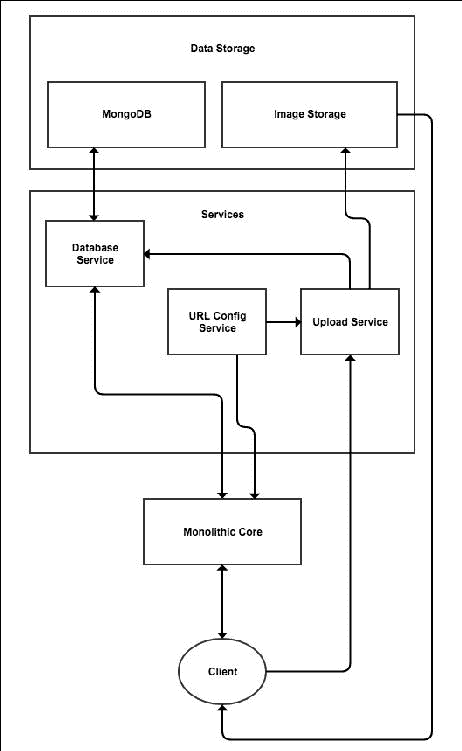 Data Storage
MongoDB
Image Storage
Services
Database
Service
URL Config
Service
Upload Service
Monolithic Core
Client